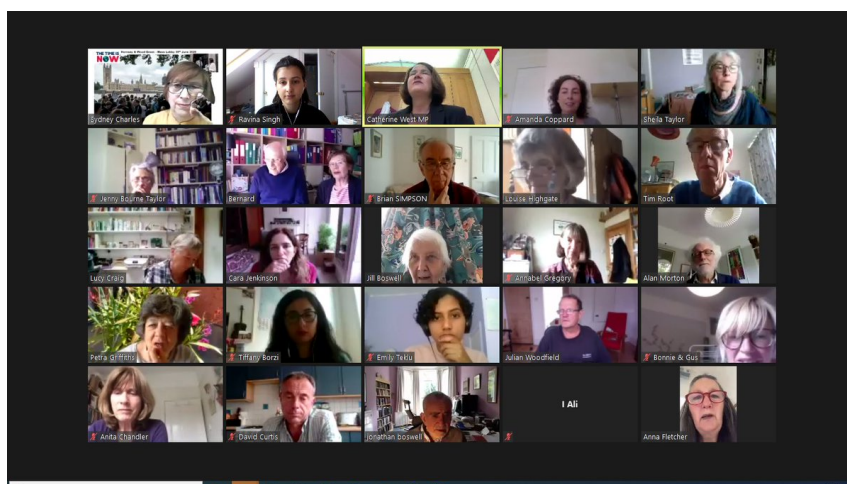 THE TIME IS
NOW
Sydney Charles
Ravina Singh
Catherine West MP
Amanda Coppard
Sheila Taylor
Jenny Bourne Taylor
Bernard
Brian SIMPSON
Louise Highgate
Tim Root
Lucy Craig
Cara Jenkinson
Jill Boswell
Annabel Gregory
Alan Morton
Petra Griffiths
Tiffany Borzi
Emily Teklu
Julian Woodfield
Bonnie & Gus
Anita Chandler
David Curtis
jonathan boswell
I Ali
Anna Fletcher